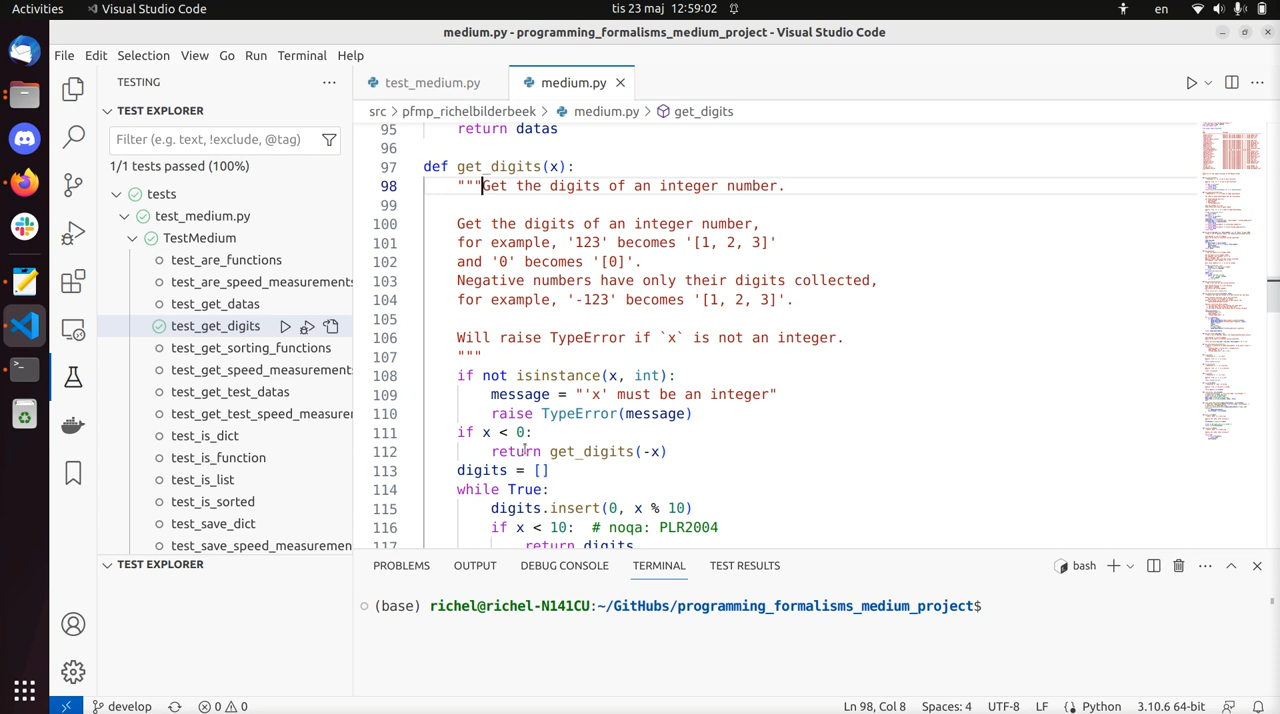 Activities
Visual Studio Code
tis 23 maj 12:59:02
en
medium.py - programming_formalisms_medium_project - Visual Studio Code
File Edit Selection View Go Run Terminal Help
TESTING
TEST EXPLORER
Filter (e.g. text, !exclude, @tag)
1/1 tests passed (100%)
tests
test_medium.py
TestMedium
test_are_functions
test_are_speed_measurements
test_get_datas
test_get_digits
test_get_sorting_functions
test_get_speed_measurement
test_get_test_datas
test_get_test_speed_measure
test_is_dict
test_is_function
test_is_list
test_is_sorted
test_save_dict
test_save_speed_measuremen
TEST EXPLORER
test_medium.py
medium.py
src > pfmp_richelbilderbeek > medium.py > get_digits
95 return datas
96
97 def get_digits(x):
98 """Get the digits of an integer number.
99
100 Get the digits of an integer number,
101 for example, '123' becomes '[1, 2, 3]'
102 and '0' becomes '[0]'.
103 Negative numbers have only their digits collected,
104 for example, '-123' becomes '[1, 2, 3]'
105
106 Will raise TypeError if 'x' is not an integer.
107 """
108 if not isinstance(x, int):
109 message = "'x' must be an integer"
110 raise TypeError(message)
111 if x < 0:
112 return get_digits(-x)
113 digits = []
114 while True:
115 digits.insert(0, x % 10)
116 if x < 10: # noqa: PLR2004
117 return digits
PROBLEMS OUTPUT DEBUG CONSOLE TERMINAL TEST RESULTS
bash
(base) richel@richel-N141CU:~/GitHubs/programming_formalisms_medium_project$
develop
0
0
Ln 98, Col 8
Spaces: 4
UTF-8
LF
Python
3.10.6 64-bit